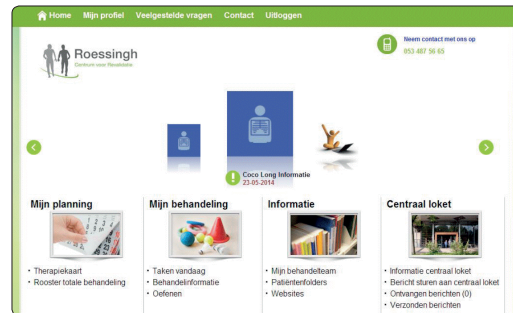 Home Mijn profiel Veelgestelde vragen Contact Uitloggen
Roessingh
Centrum voor Revalidatie
Neem contact met ons op
053 487 56 65
Coco Long Informatie
23-05-2014
Mijn planning
• Therapiekaart
• Rooster totale behandeling
Mijn behandeling
• Taken vandaag
• Behandelinformatie
• Oefenen
Informatie
• Mijn behandelteam
• Patiëntenfolders
• Websites
Centraal loket
• Informatie centraal loket
• Bericht sturen aan centraal loket
• Ontvangen berichten (0)
• Verzonden berichten